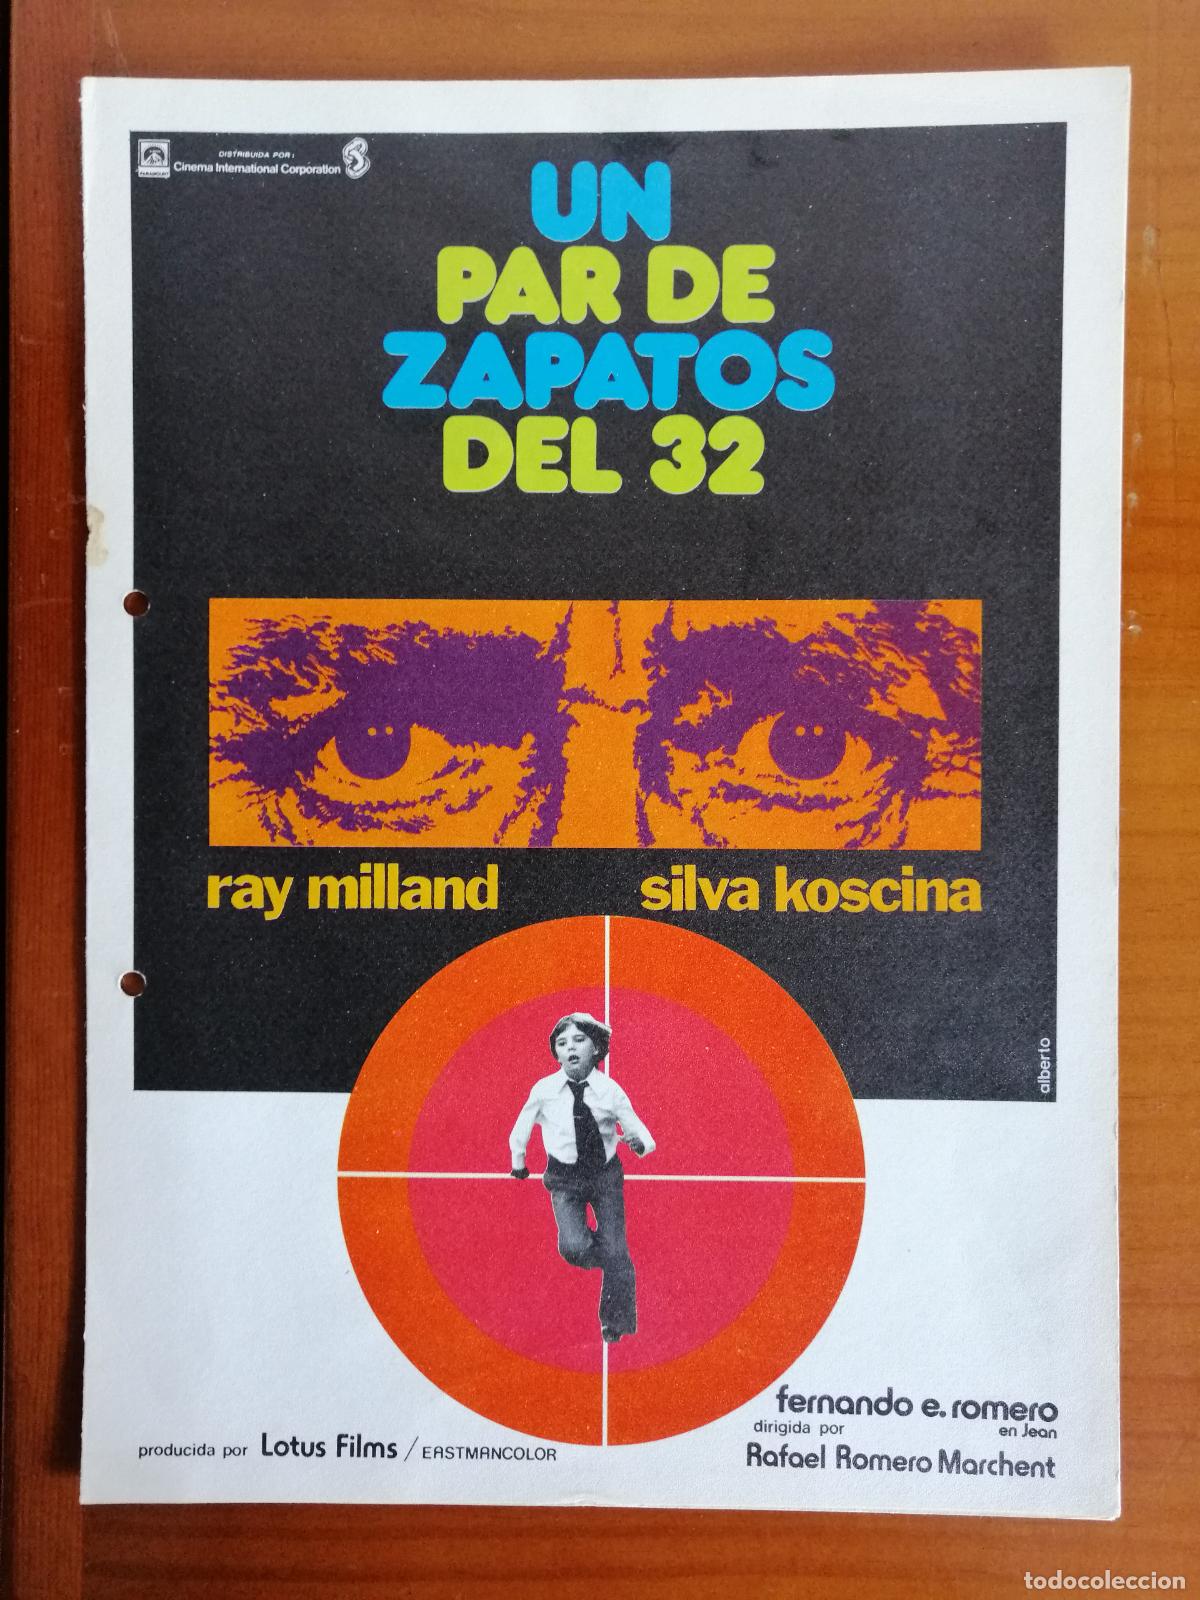 PARAMOUNT
DISTRIBUIDA POR:
Cinema International Corporation
UN
PAR DE
ZAPATOS
DEL 32
ray milland
silva koscina
alberto
fernando e. romero
en Jean
dirigida por
Rafael Romero Marchent
producida por Lotus Films / EASTMANCOLOR
todocoleccion